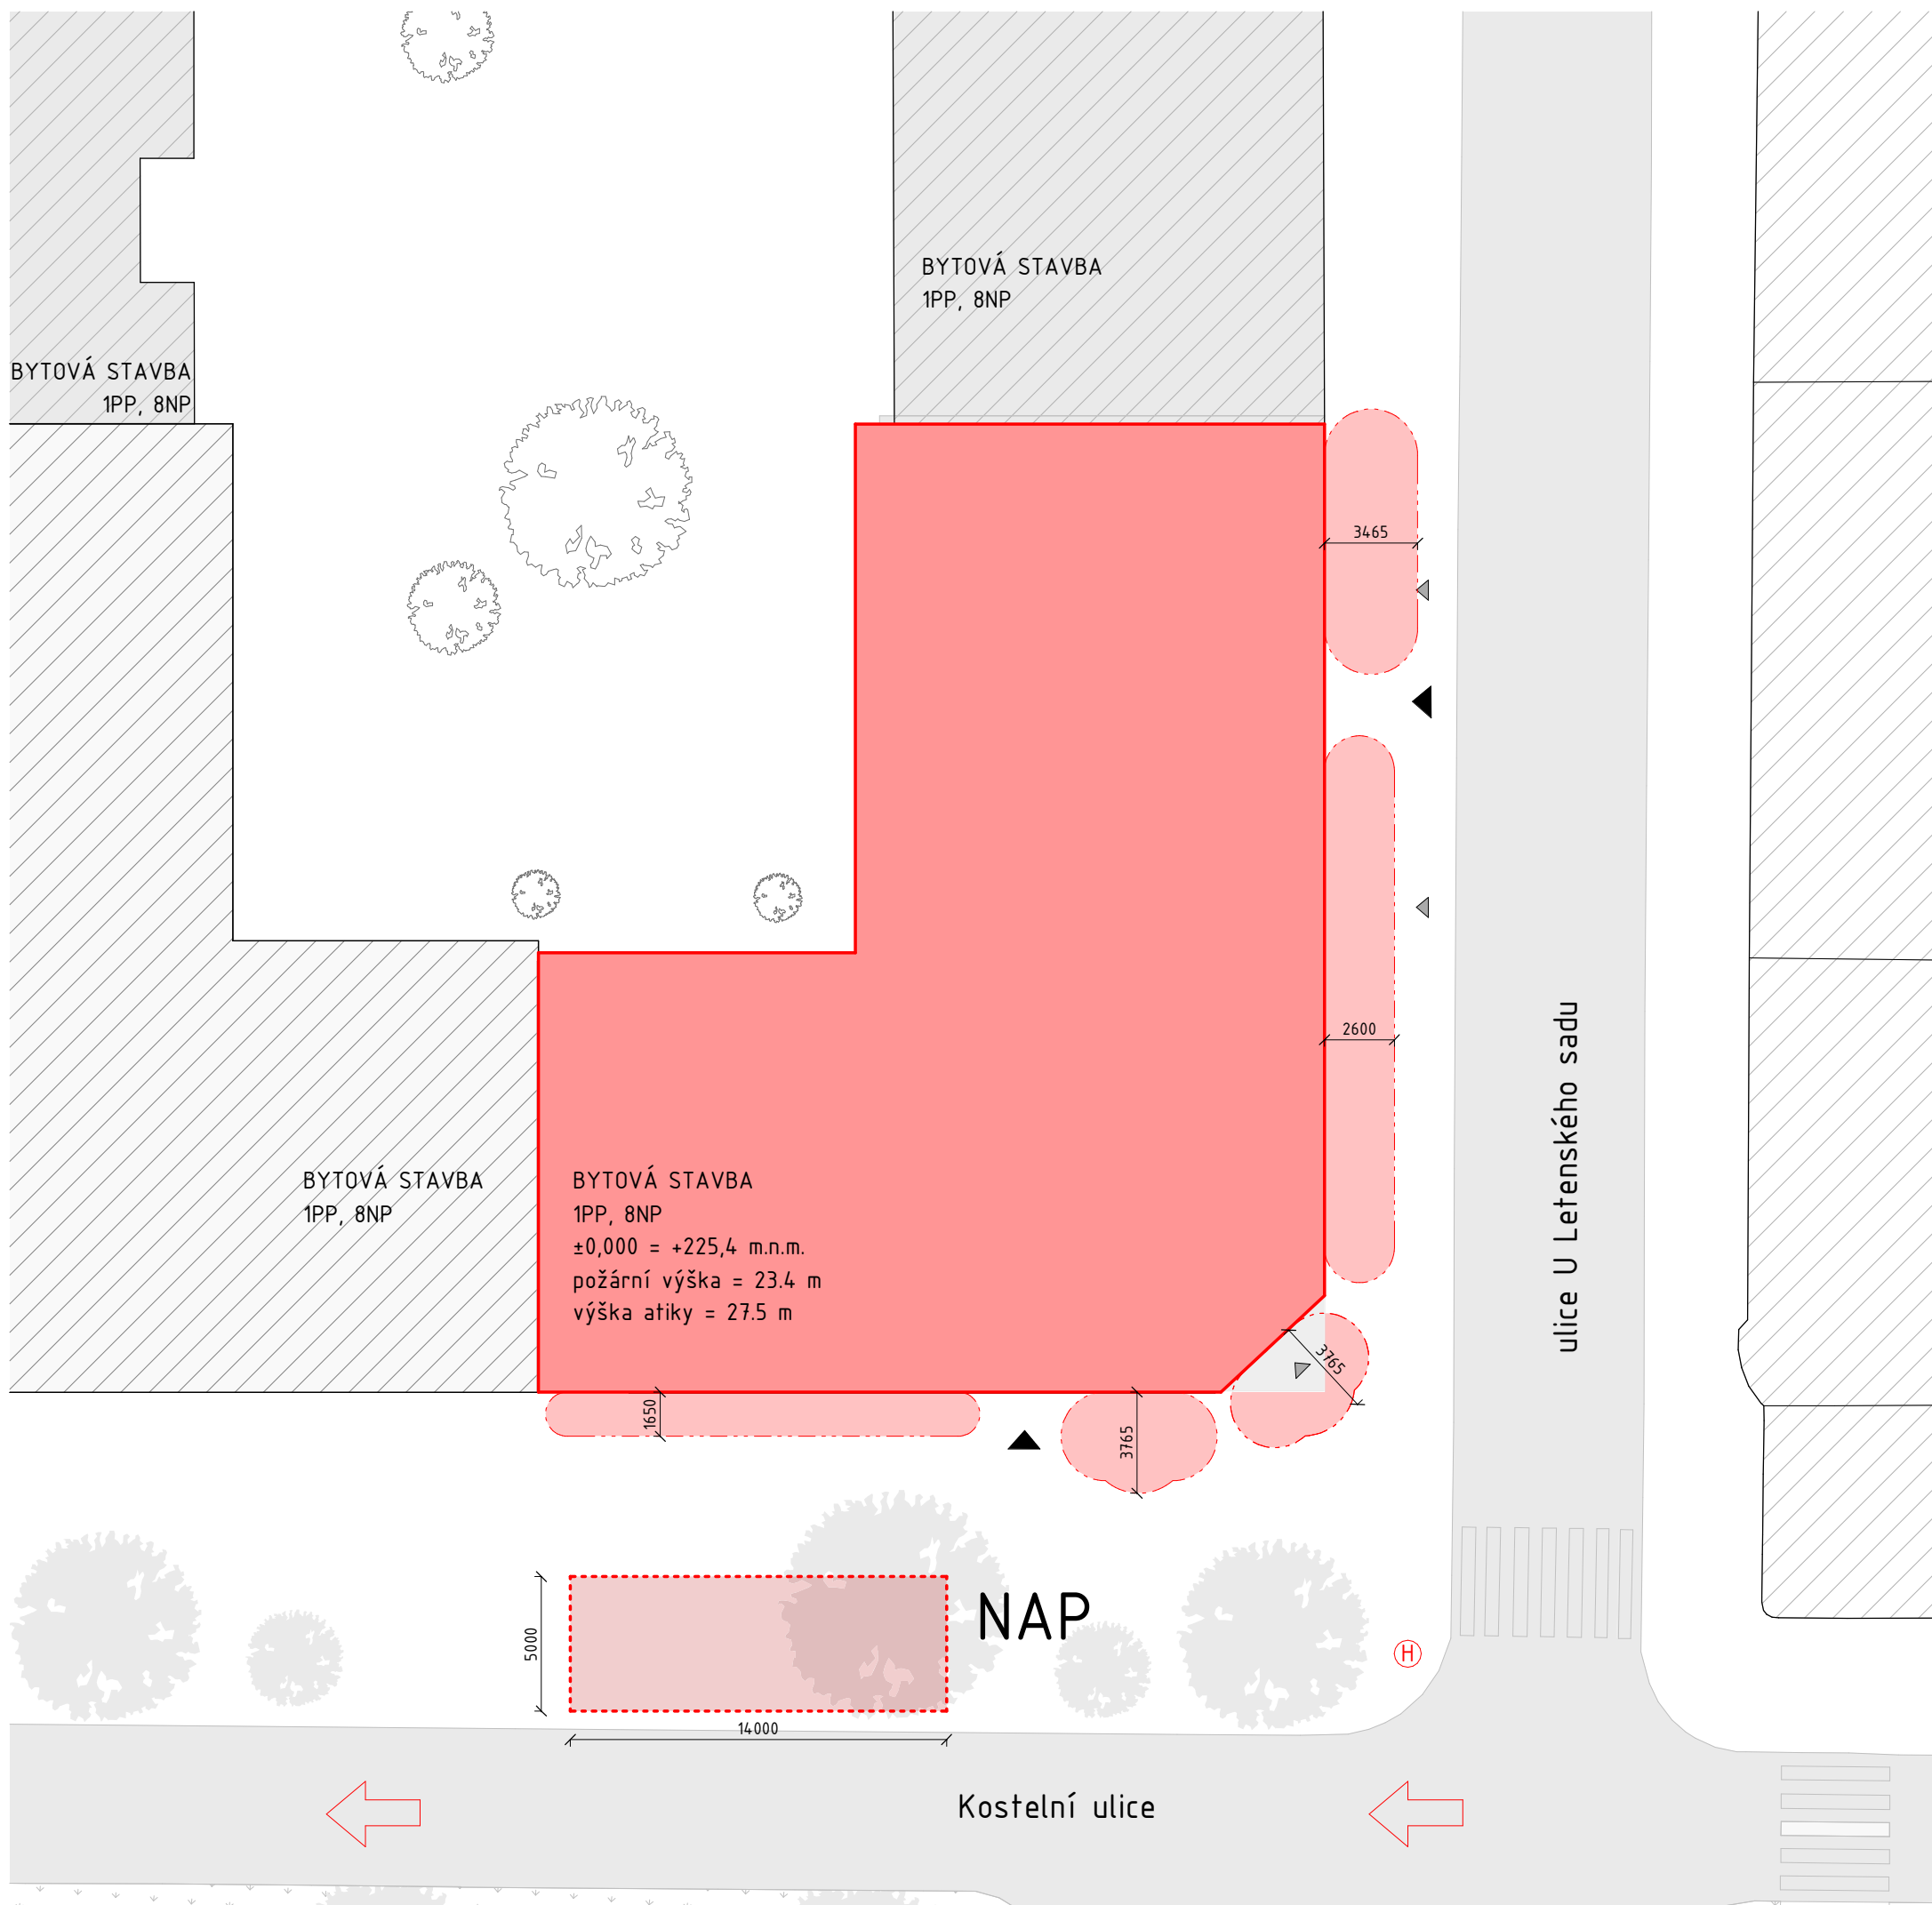 BYTOVÁ STAVBA
1PP, 8NP
BYTOVÁ STAVBA
1PP, 8NP
3465
2600
ulice U Letenského sadu
BYTOVÁ STAVBA
1PP, 8NP
BYTOVÁ STAVBA
1PP, 8NP
±0,000 = +225,4 m.n.m.
požární výška = 23.4 m
výška atiky = 27.5 m
3765
1650
3765
NAP
5000
H
14000
Kostelní ulice